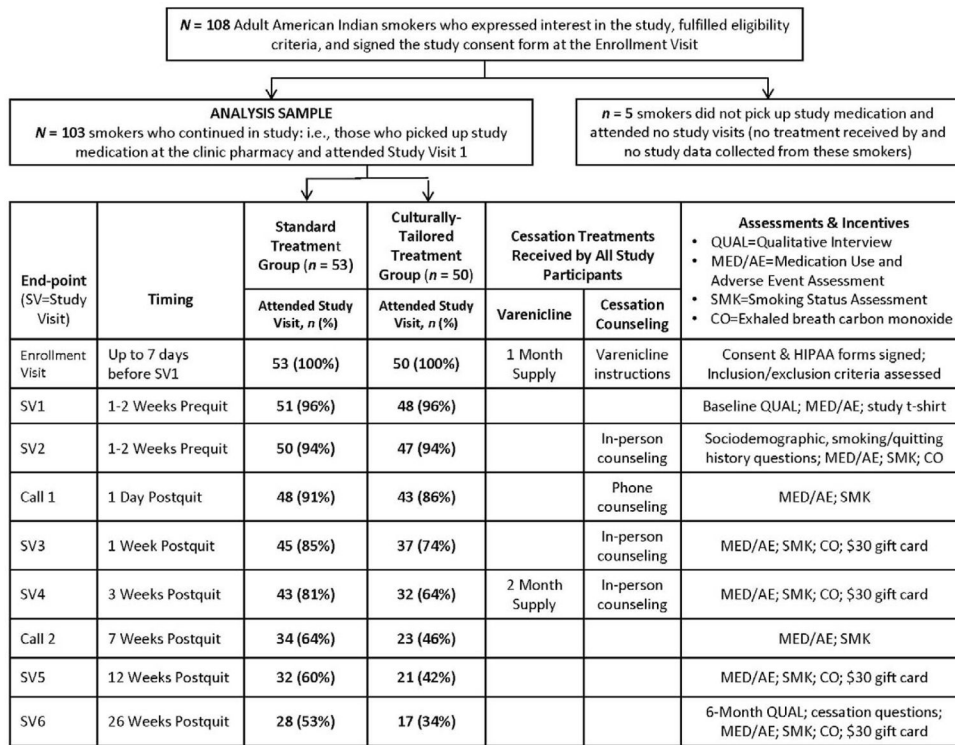 N = 108 Adult American Indian smokers who expressed interest in the study, fulfilled eligibility
criteria, and signed the study consent form at the Enrollment Visit
ANALYSIS SAMPLE
N = 103 smokers who continued in study: i.e., those who picked up study
medication at the clinic pharmacy and attended Study Visit 1
n = 5 smokers did not pick up study medication and
attended no study visits (no treatment received by and
no study data collected from these smokers)
End-point
(SV=Study
Visit)
Timing
Standard
Treatment
Group (n = 53)
Culturally-
Tailored
Treatment
Group (n = 50)
Attended Study
Visit, n (%)
Attended Study
Visit, n (%)
Cessation Treatments
Received by All Study
Participants
Varenicline
Cessation
Counseling
Assessments & Incentives
• QUAL=Qualitative Interview
• MED/AE=Medication Use and
Adverse Event Assessment
• SMK=Smoking Status Assessment
• CO=Exhaled breath carbon monoxide
Enrollment
Visit
Up to 7 days
before SV1
53 (100%)
50 (100%)
1 Month
Supply
Varenicline
instructions
Consent & HIPAA forms signed;
Inclusion/exclusion criteria assessed
SV1
1-2 Weeks Prequit
51 (96%)
48 (96%)
Baseline QUAL; MED/AE; study t-shirt
SV2
1-2 Weeks Prequit
50 (94%)
47 (94%)
In-person
counseling
Sociodemographic, smoking/quitting
history questions; MED/AE; SMK; CO
Call 1
1 Day Postquit
48 (91%)
43 (86%)
Phone
counseling
MED/AE; SMK
SV3
1 Week Postquit
45 (85%)
37 (74%)
In-person
counseling
MED/AE; SMK; CO; $30 gift card
SV4
3 Weeks Postquit
43 (81%)
32 (64%)
2 Month
Supply
In-person
counseling
MED/AE; SMK; CO; $30 gift card
Call 2
7 Weeks Postquit
34 (64%)
23 (46%)
MED/AE; SMK
SV5
12 Weeks Postquit
32 (60%)
21 (42%)
MED/AE; SMK; CO; $30 gift card
SV6
26 Weeks Postquit
28 (53%)
17 (34%)
6-Month QUAL; cessation questions;
MED/AE; SMK; CO; $30 gift card